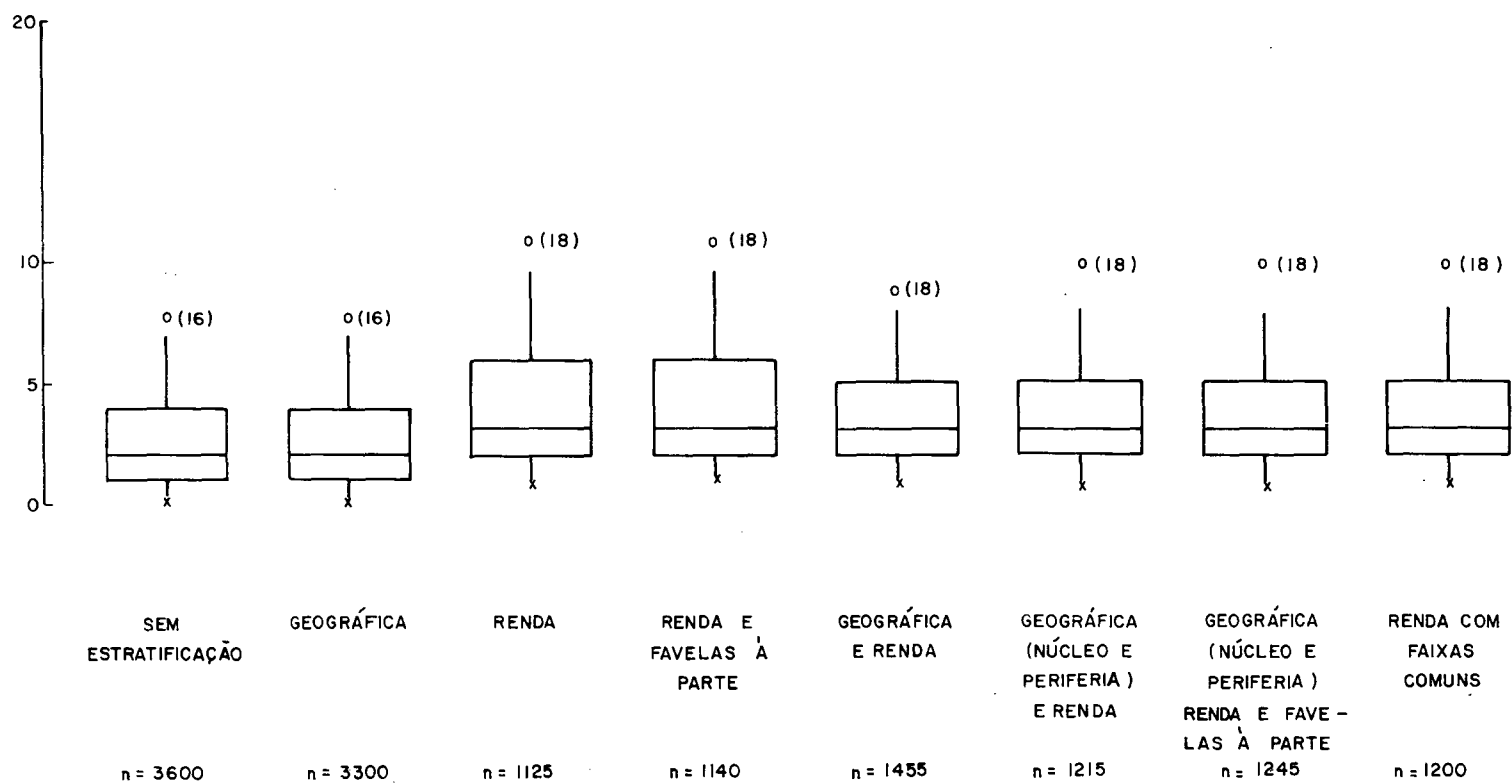 20
10
5
0
o (16)
o (16)
o (18)
o (18)
o (18)
o (18)
o (18)
o (18)
SEM
ESTRATIFICAÇÃO
n = 3600
GEOGRÁFICA
n = 3300
RENDA
n = 1125
RENDA E
FAVELAS À
PARTE
n = 1140
GEOGRÁFICA
E RENDA
n = 1455
GEOGRÁFICA
(NÚCLEO E
PERIFERIA)
E RENDA
n = 1215
GEOGRÁFICA
(NÚCLEO E
PERIFERIA)
RENDA E FAVE-
LAS À PARTE
n = 1245
RENDA COM
FAIXAS
COMUNS
n = 1200